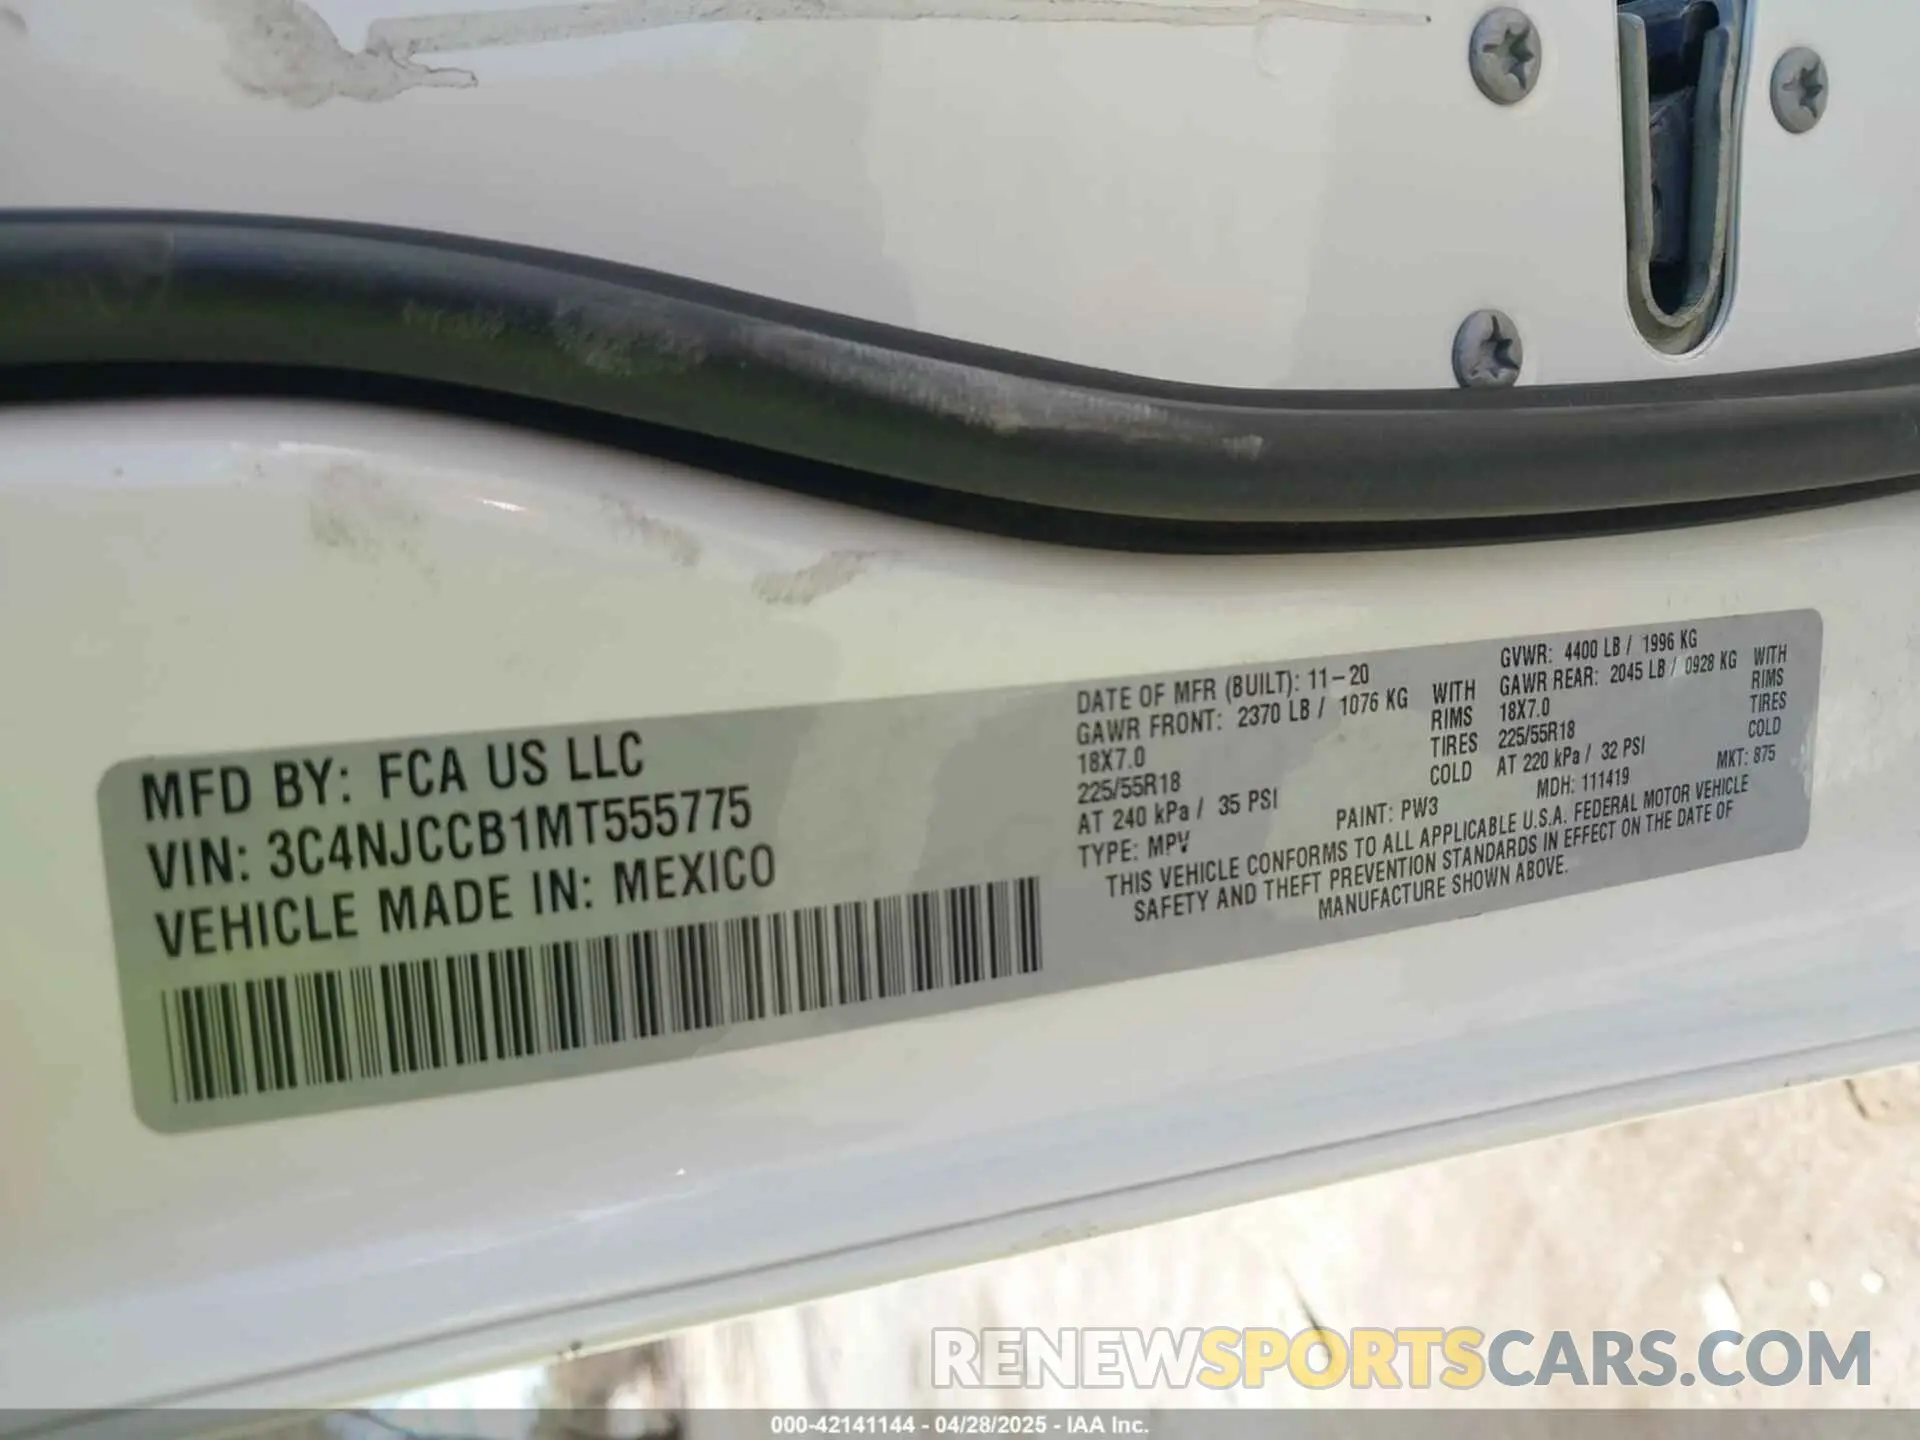 MFD BY: FCA US LLC
VIN: 3C4NJCCB1MT555775
VEHICLE MADE IN: MEXICO
DATE OF MFR (BUILT): 11-20
GAWR FRONT: 2370 LB / 1076 KG WITH
18X7.0 RIMS
225/55R18 TIRES
AT 240 kPa / 35 PSI COLD
TYPE: MPV
PAINT: PW3
GVWR: 4400 LB / 1996 KG
GAWR REAR: 2045 LB / 0928 KG WITH
18X7.0 RIMS
225/55R18 TIRES
AT 220 kPa / 32 PSI COLD
MDH: 111419
MKT: 875
THIS VEHICLE CONFORMS TO ALL APPLICABLE U.S.A. FEDERAL MOTOR VEHICLE
SAFETY AND THEFT PREVENTION STANDARDS IN EFFECT ON THE DATE OF
MANUFACTURE SHOWN ABOVE.
RENEWSPORTSCARS.COM
000-42141144 - 04/28/2025 - IAA Inc.